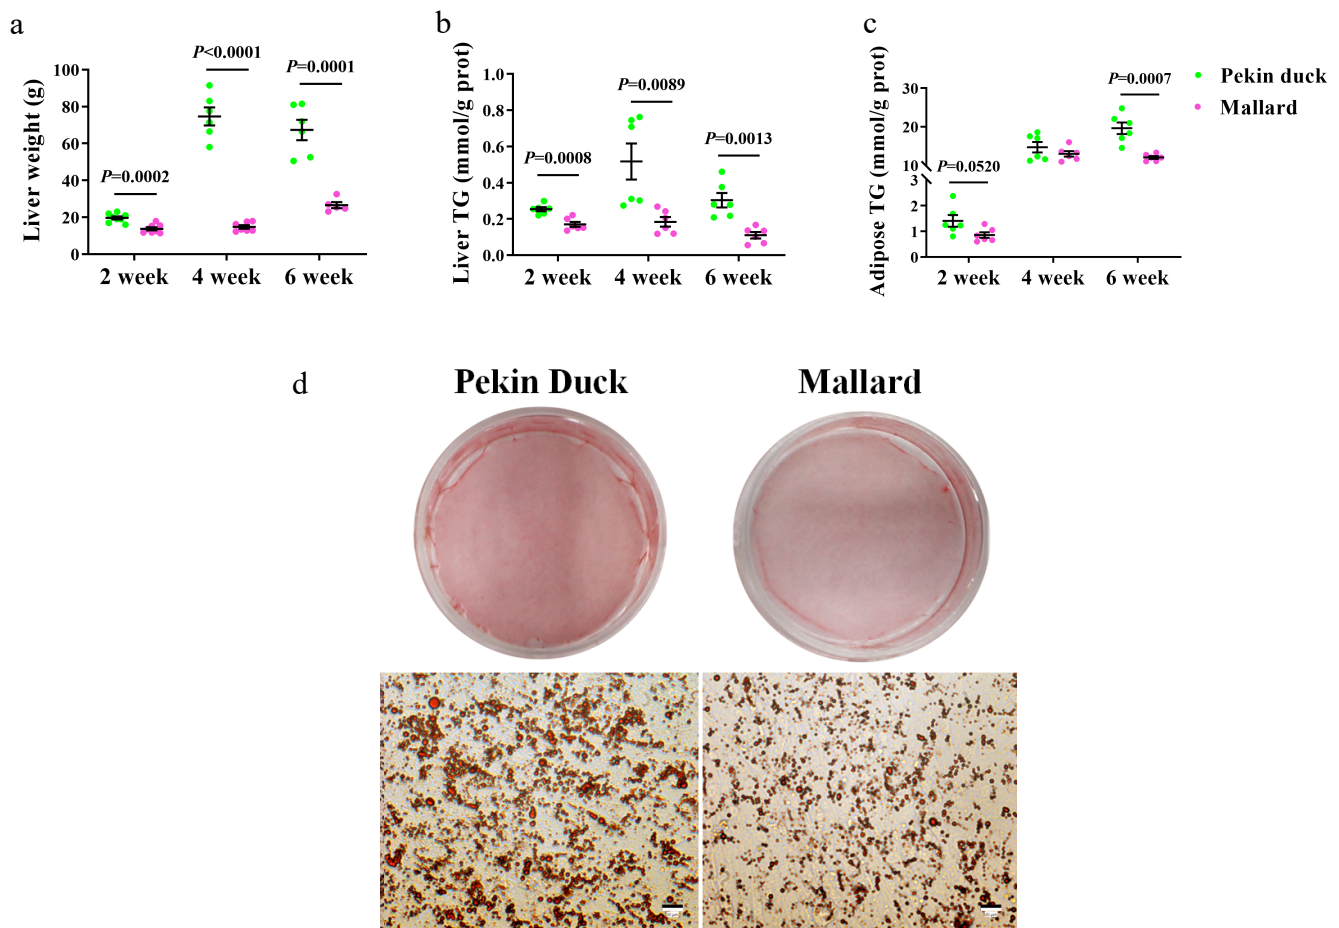 a
Liver weight (g)
100
80
60
40
20
0
P=0.0002
P<0.0001
P=0.0001
2 week
4 week
6 week
b
Liver TG (mmol/g prot)
1.0
0.8
0.6
0.4
0.2
0.0
P=0.0008
P=0.0089
P=0.0013
2 week
4 week
6 week
c
Adipose TG (mmol/g prot)
30
20
10
3
2
1
0
P=0.0520
P=0.0007
2 week
4 week
6 week
Pekin duck
Mallard
d
Pekin Duck
Mallard